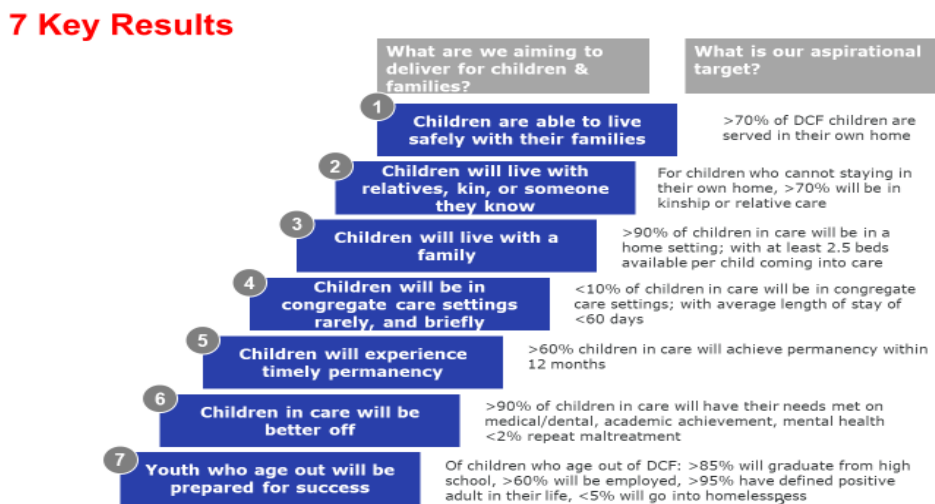 7 Key Results
What are we aiming to
deliver for children &
families?
What is our aspirational
target?
1
Children are able to live
safely with their families
>70% of DCF children are
served in their own home
2
Children will live with
relatives, kin, or someone
they know
For children who cannot staying in
their own home, >70% will be in
kinship or relative care
3
Children will live with a
family
>90% of children in care will be in a
home setting; with at least 2.5 beds
available per child coming into care
4
Children will be in
congregate care settings
rarely, and briefly
<10% of children in care will be in congregate
care settings; with average length of stay of
<60 days
5
Children will experience
timely permanency
>60% children in care will achieve permanency within
12 months
6
Children in care will be
better off
>90% of children in care will have their needs met on
medical/dental, academic achievement, mental health
<2% repeat maltreatment
7
Youth who age out will be
prepared for success
Of children who age out of DCF: >85% will graduate from high
school, >60% will be employed, >95% have defined positive
adult in their life, <5% will go into homelessness